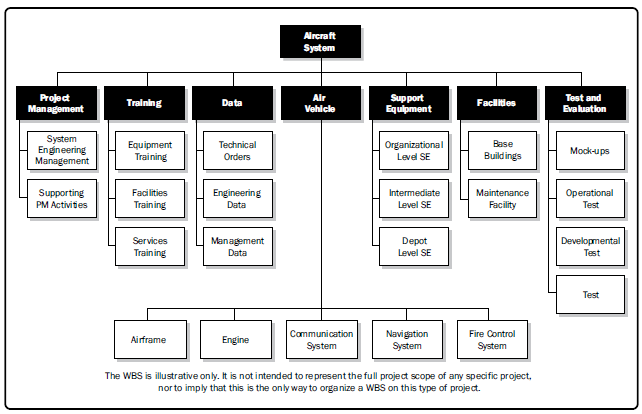 Aircraft
System
Project
Management
Training
Data
Air
Vehicle
Support
Equipment
Facilities
Test and
Evaluation
System
Engineering
Management
Equipment
Training
Technical
Orders
Organizational
Level SE
Base
Buildings
Mock-ups
Supporting
PM Activities
Facilities
Training
Engineering
Data
Intermediate
Level SE
Maintenance
Facility
Operational
Test
Services
Training
Management
Data
Depot
Level SE
Developmental
Test
Test
Airframe
Engine
Communication
System
Navigation
System
Fire Control
System
The WBS is illustrative only. It is not intended to represent the full project scope of any specific project,
nor to imply that this is the only way to organize a WBS on this type of project.